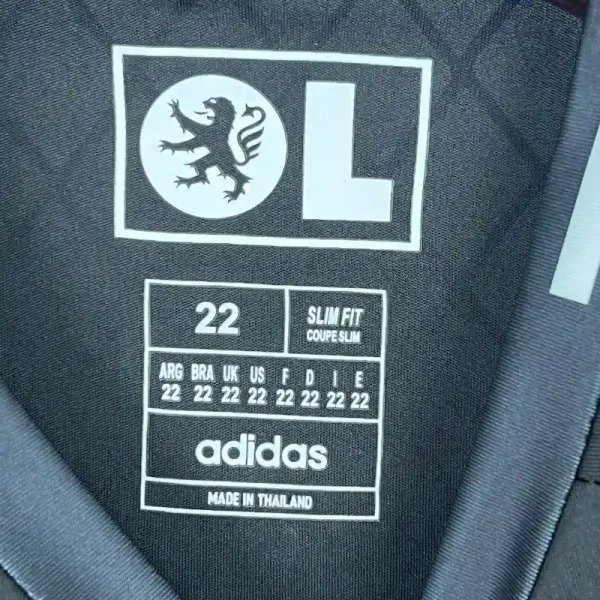 OL
22
SLIM FIT
COUPE SLIM
ARG BRA UK US F D I E
22 22 22 22 22 22 22 22
adidas
MADE IN THAILAND